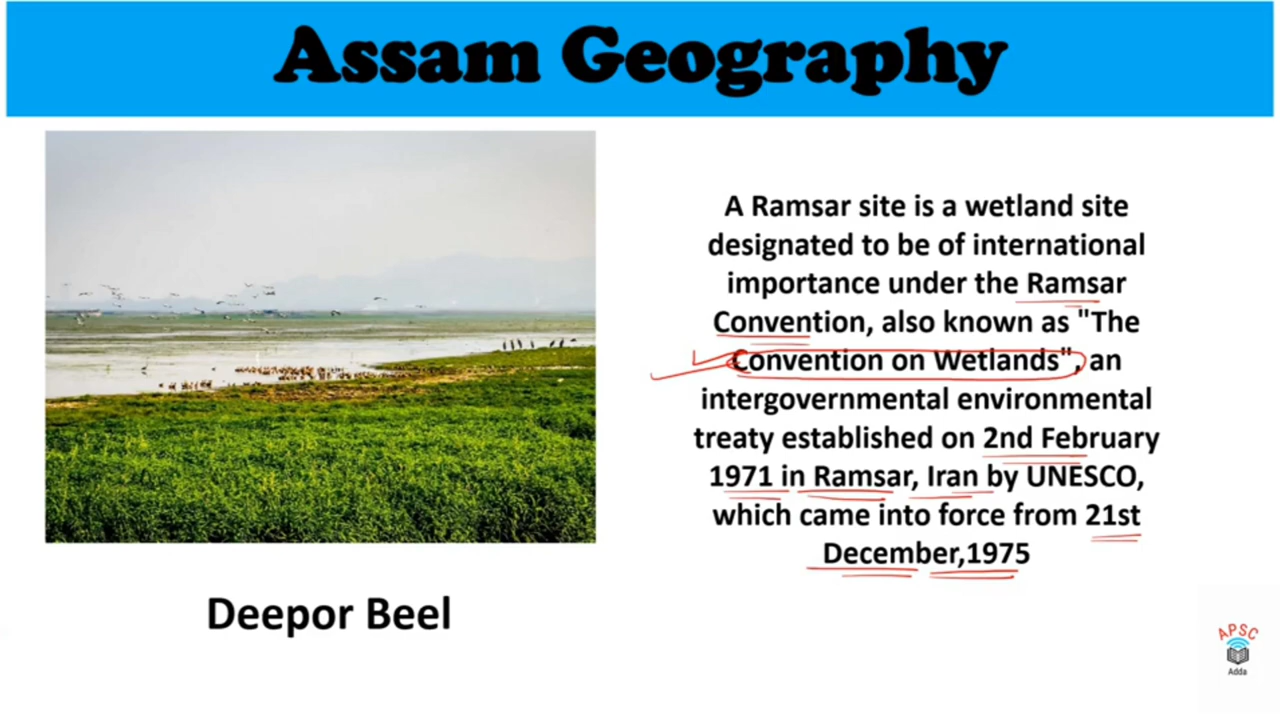 Assam Geography
A Ramsar site is a wetland site
designated to be of international
importance under the Ramsar
Convention, also known as "The
Convention on Wetlands", an
intergovernmental environmental
treaty established on 2nd February
1971 in Ramsar, Iran by UNESCO,
which came into force from 21st
December,1975
Deepor Beel
APSC
Adda